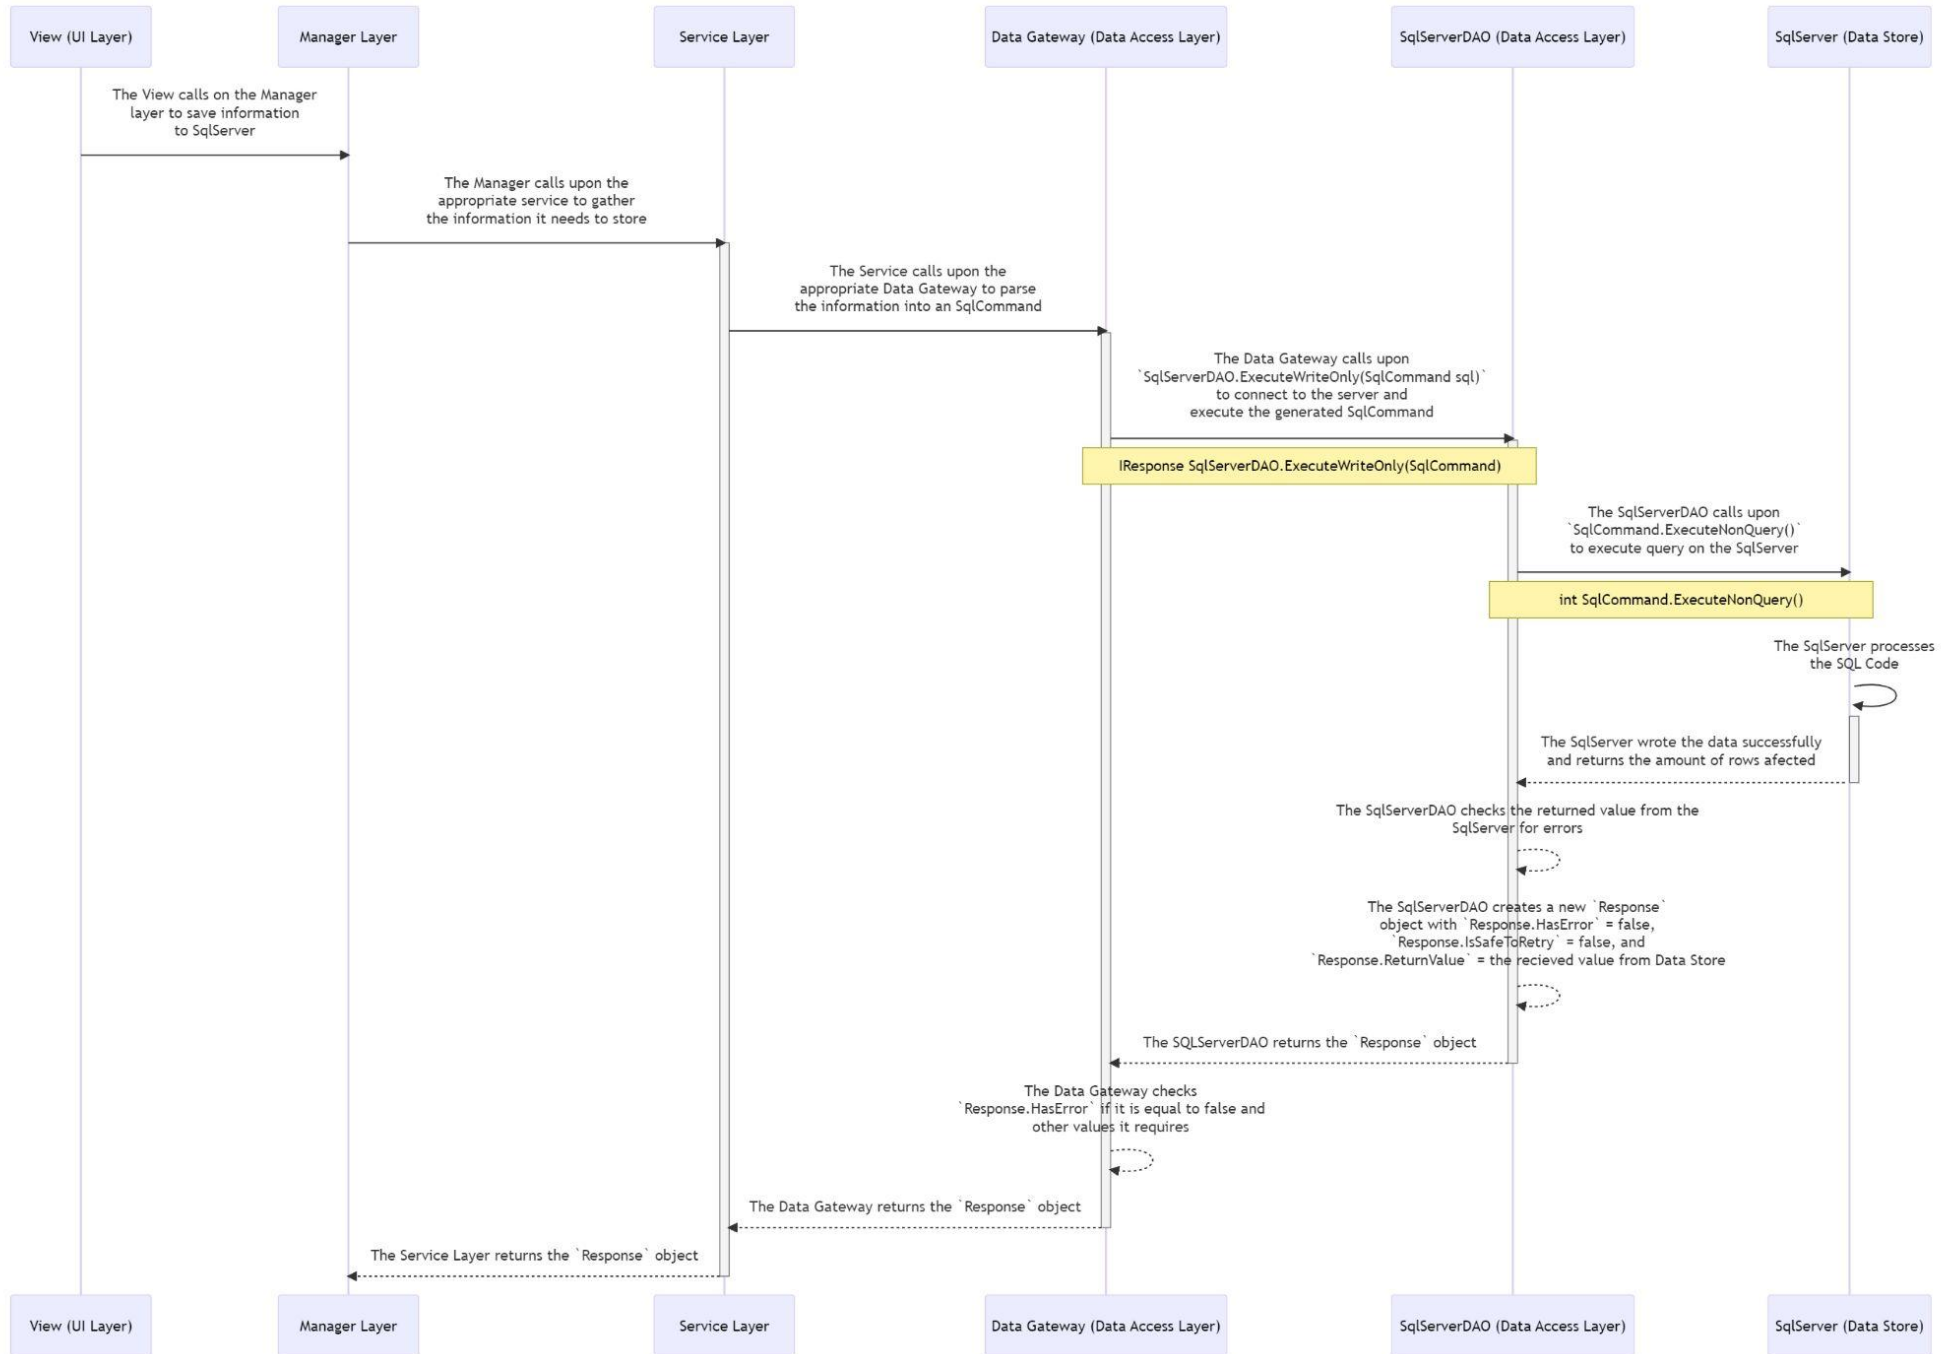 View (UI Layer)
Manager Layer
Service Layer
Data Gateway (Data Access Layer)
SqlServerDAO (Data Access Layer)
SqlServer (Data Store)
The View calls on the Manager
layer to save information
to SqlServer
The Manager calls upon the
appropriate service to gather
the information it needs to store
The Service calls upon the
appropriate Data Gateway to parse
the information into an SqlCommand
The Data Gateway calls upon
`SqlServerDAO.ExecuteWriteOnly(SqlCommand sql)`
to connect to the server and
execute the generated SqlCommand
IResponse SqlServerDAO.ExecuteWriteOnly(SqlCommand)
The SqlServerDAO calls upon
`SqlCommand.ExecuteNonQuery()`
to execute query on the SqlServer
int SqlCommand.ExecuteNonQuery()
The SqlServer processes
the SQL Code
The SqlServer wrote the data successfully
and returns the amount of rows afected
The SqlServerDAO checks the returned value from the
SqlServer for errors
The SqlServerDAO creates a new `Response`
object with `Response.HasError` = false,
`Response.IsSafeToRetry` = false, and
`Response.ReturnValue` = the recieved value from Data Store
The SQLServerDAO returns the `Response` object
The Data Gateway checks
`Response.HasError` if it is equal to false and
other values it requires
The Data Gateway returns the `Response` object
The Service Layer returns the `Response` object
View (UI Layer)
Manager Layer
Service Layer
Data Gateway (Data Access Layer)
SqlServerDAO (Data Access Layer)
SqlServer (Data Store)